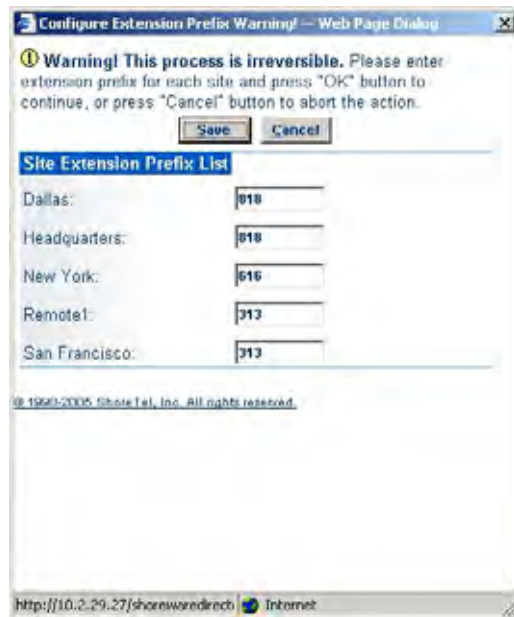 Configure Extension Prefix Warning! -- Web Page Dialog
Warning! This process is irreversible. Please enter
extension prefix for each site and press "OK" button to
continue, or press "Cancel" button to abort the action.
Save Cancel
Site Extension Prefix List
Dallas: 818
Headquarters: 818
New York: 616
Remote1: 313
San Francisco: 313
© 1990-2005 ShoreTel, Inc. All rights reserved.
http://10.2.29.27/shorewaredirecto Internet